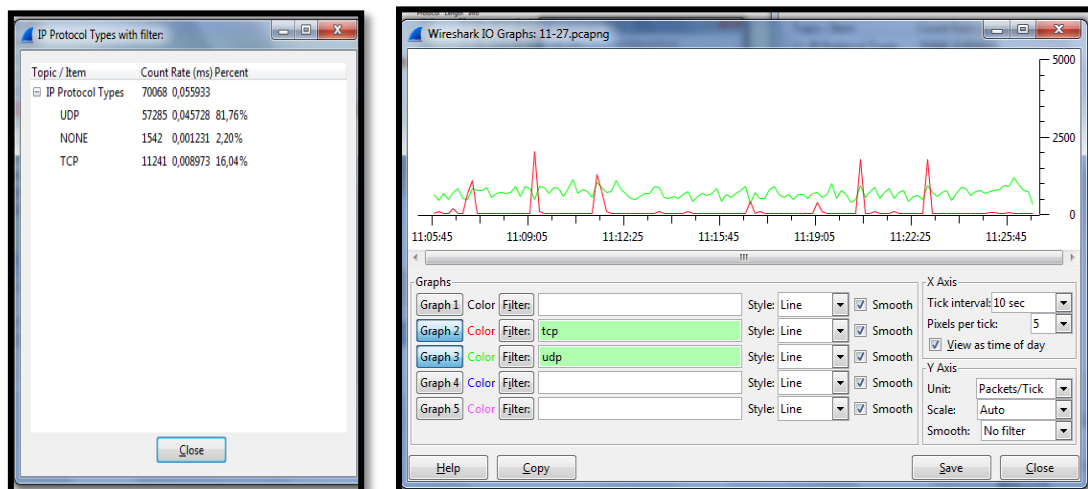 IP Protocol Types with filter:
Topic / Item Count Rate (ms) Percent
IP Protocol Types 70068 0,055933
UDP 57285 0,045728 81,76%
NONE 1542 0,001231 2,20%
TCP 11241 0,008973 16,04%
Close
Wireshark IO Graphs: 11-27.pcapng
5000
2500
0
11:05:45 11:09:05 11:12:25 11:15:45 11:19:05 11:22:25 11:25:45
Graphs
Graph 1 Color Filter: Style: Line Smooth
Graph 2 Color Filter: tcp Style: Line Smooth
Graph 3 Color Filter: udp Style: Line Smooth
Graph 4 Color Filter: Style: Line Smooth
Graph 5 Color Filter: Style: Line Smooth
X Axis
Tick interval: 10 sec
Pixels per tick: 5
View as time of day
Y Axis
Unit: Packets/Tick
Scale: Auto
Smooth: No filter
Help Copy Save Close